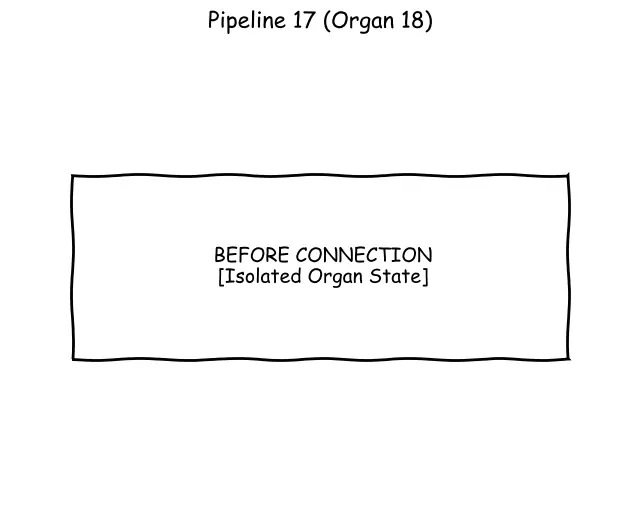 Pipeline 17 (Organ 18)
BEFORE CONNECTION
[Isolated Organ State]